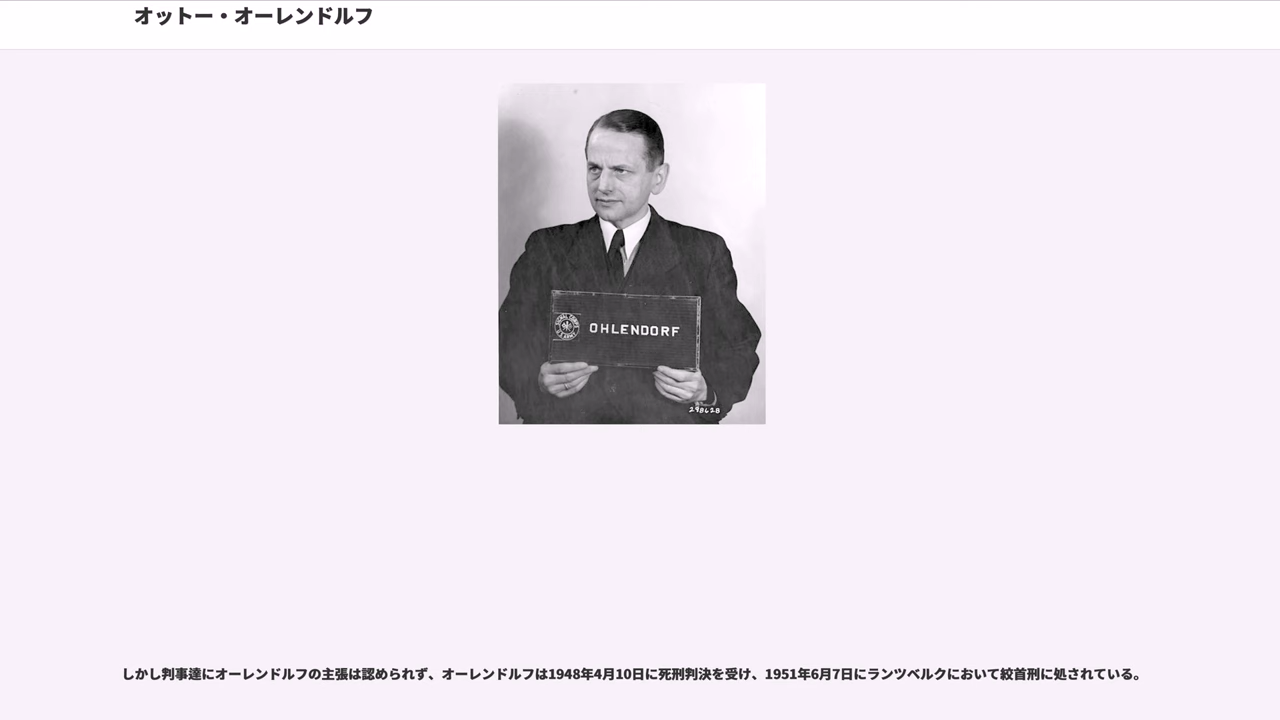 オットー・オーレンドルフ
SIGNAL CORPS
U.S. ARMY
OHLENDORF
298628
しかし判事達にオーレンドルフの主張は認められず、オーレンドルフは1948年4月10日に死刑判決を受け、1951年6月7日にランツベルクにおいて絞首刑に処されている。